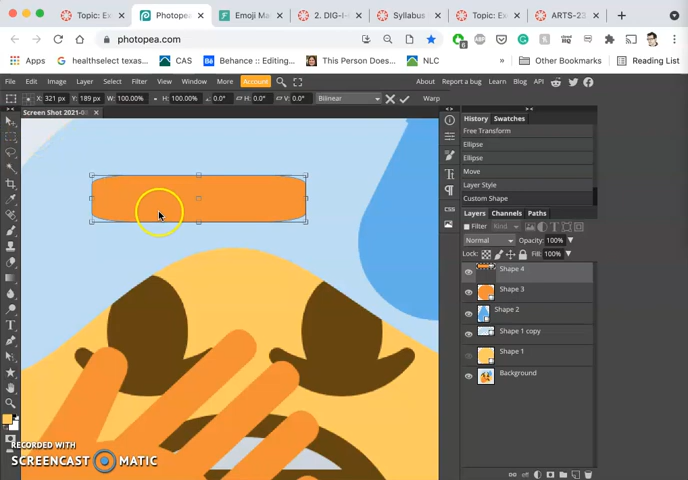 Topic: Ex
Photopea
Emoji Ma
2. DIG-I-
Syllabus
Topic: Ex
ARTS-23
photopea.com
Apps
healthselect texas...
CAS
Behance :: Editing...
This Person Does...
NLC
»
Other Bookmarks
Reading List
File Edit Image Layer Select Filter View Window More Account
About Report a bug Learn Blog API
X: 321 px Y: 189 px W: 100.00% H: 100.00% 0.0° H: 0.0° V: 0.0° Bilinear Warp
Screen Shot 2021-0
History Swatches
Free Transform
Ellipse
Ellipse
Move
Layer Style
Custom Shape
Layers Channels Paths
Filter Kind
Normal Opacity: 100%
Lock: Fill: 100%
Shape 4
Shape 3
Shape 2
Shape 1 copy
Shape 1
Background
CSS
RECORDED WITH
SCREENCAST MATIC